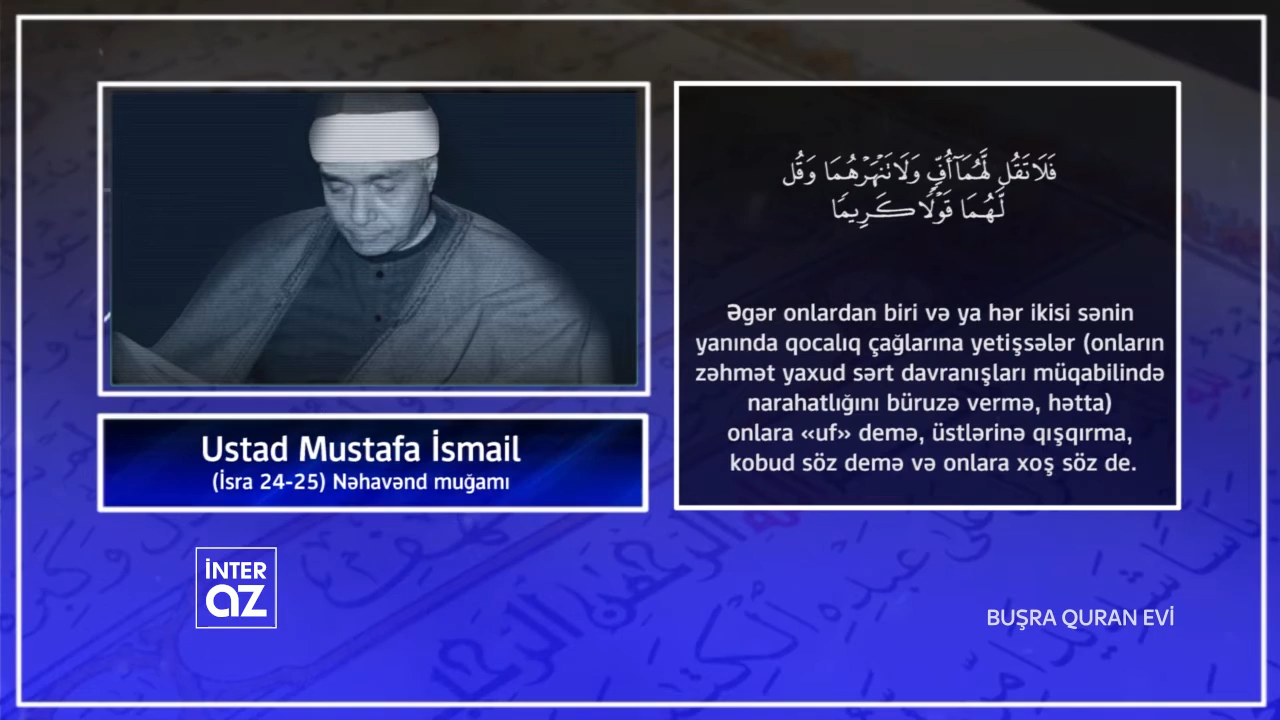 Ustad Mustafa İsmail
(İsra 24-25) Nəhavənd muğamı
فَلَا تَقُل لَّهُمَآ أُفٍّ وَلَا تَنْهَرْهُمَا وَقُل
لَّهُمَا قَوْلًا كَرِيمًا
Əgər onlardan biri və ya hər ikisi sənin
yanında qocalıq çağlarına yetişsələr (onların
zəhmət yaxud sərt davranışları müqabilində
narahatlığını büruzə vermə, hətta)
onlara «uf» demə, üstlərinə qışqırma,
kobud söz demə və onlara xoş söz de.
İNTER
az
BUŞRA QURAN EVİ